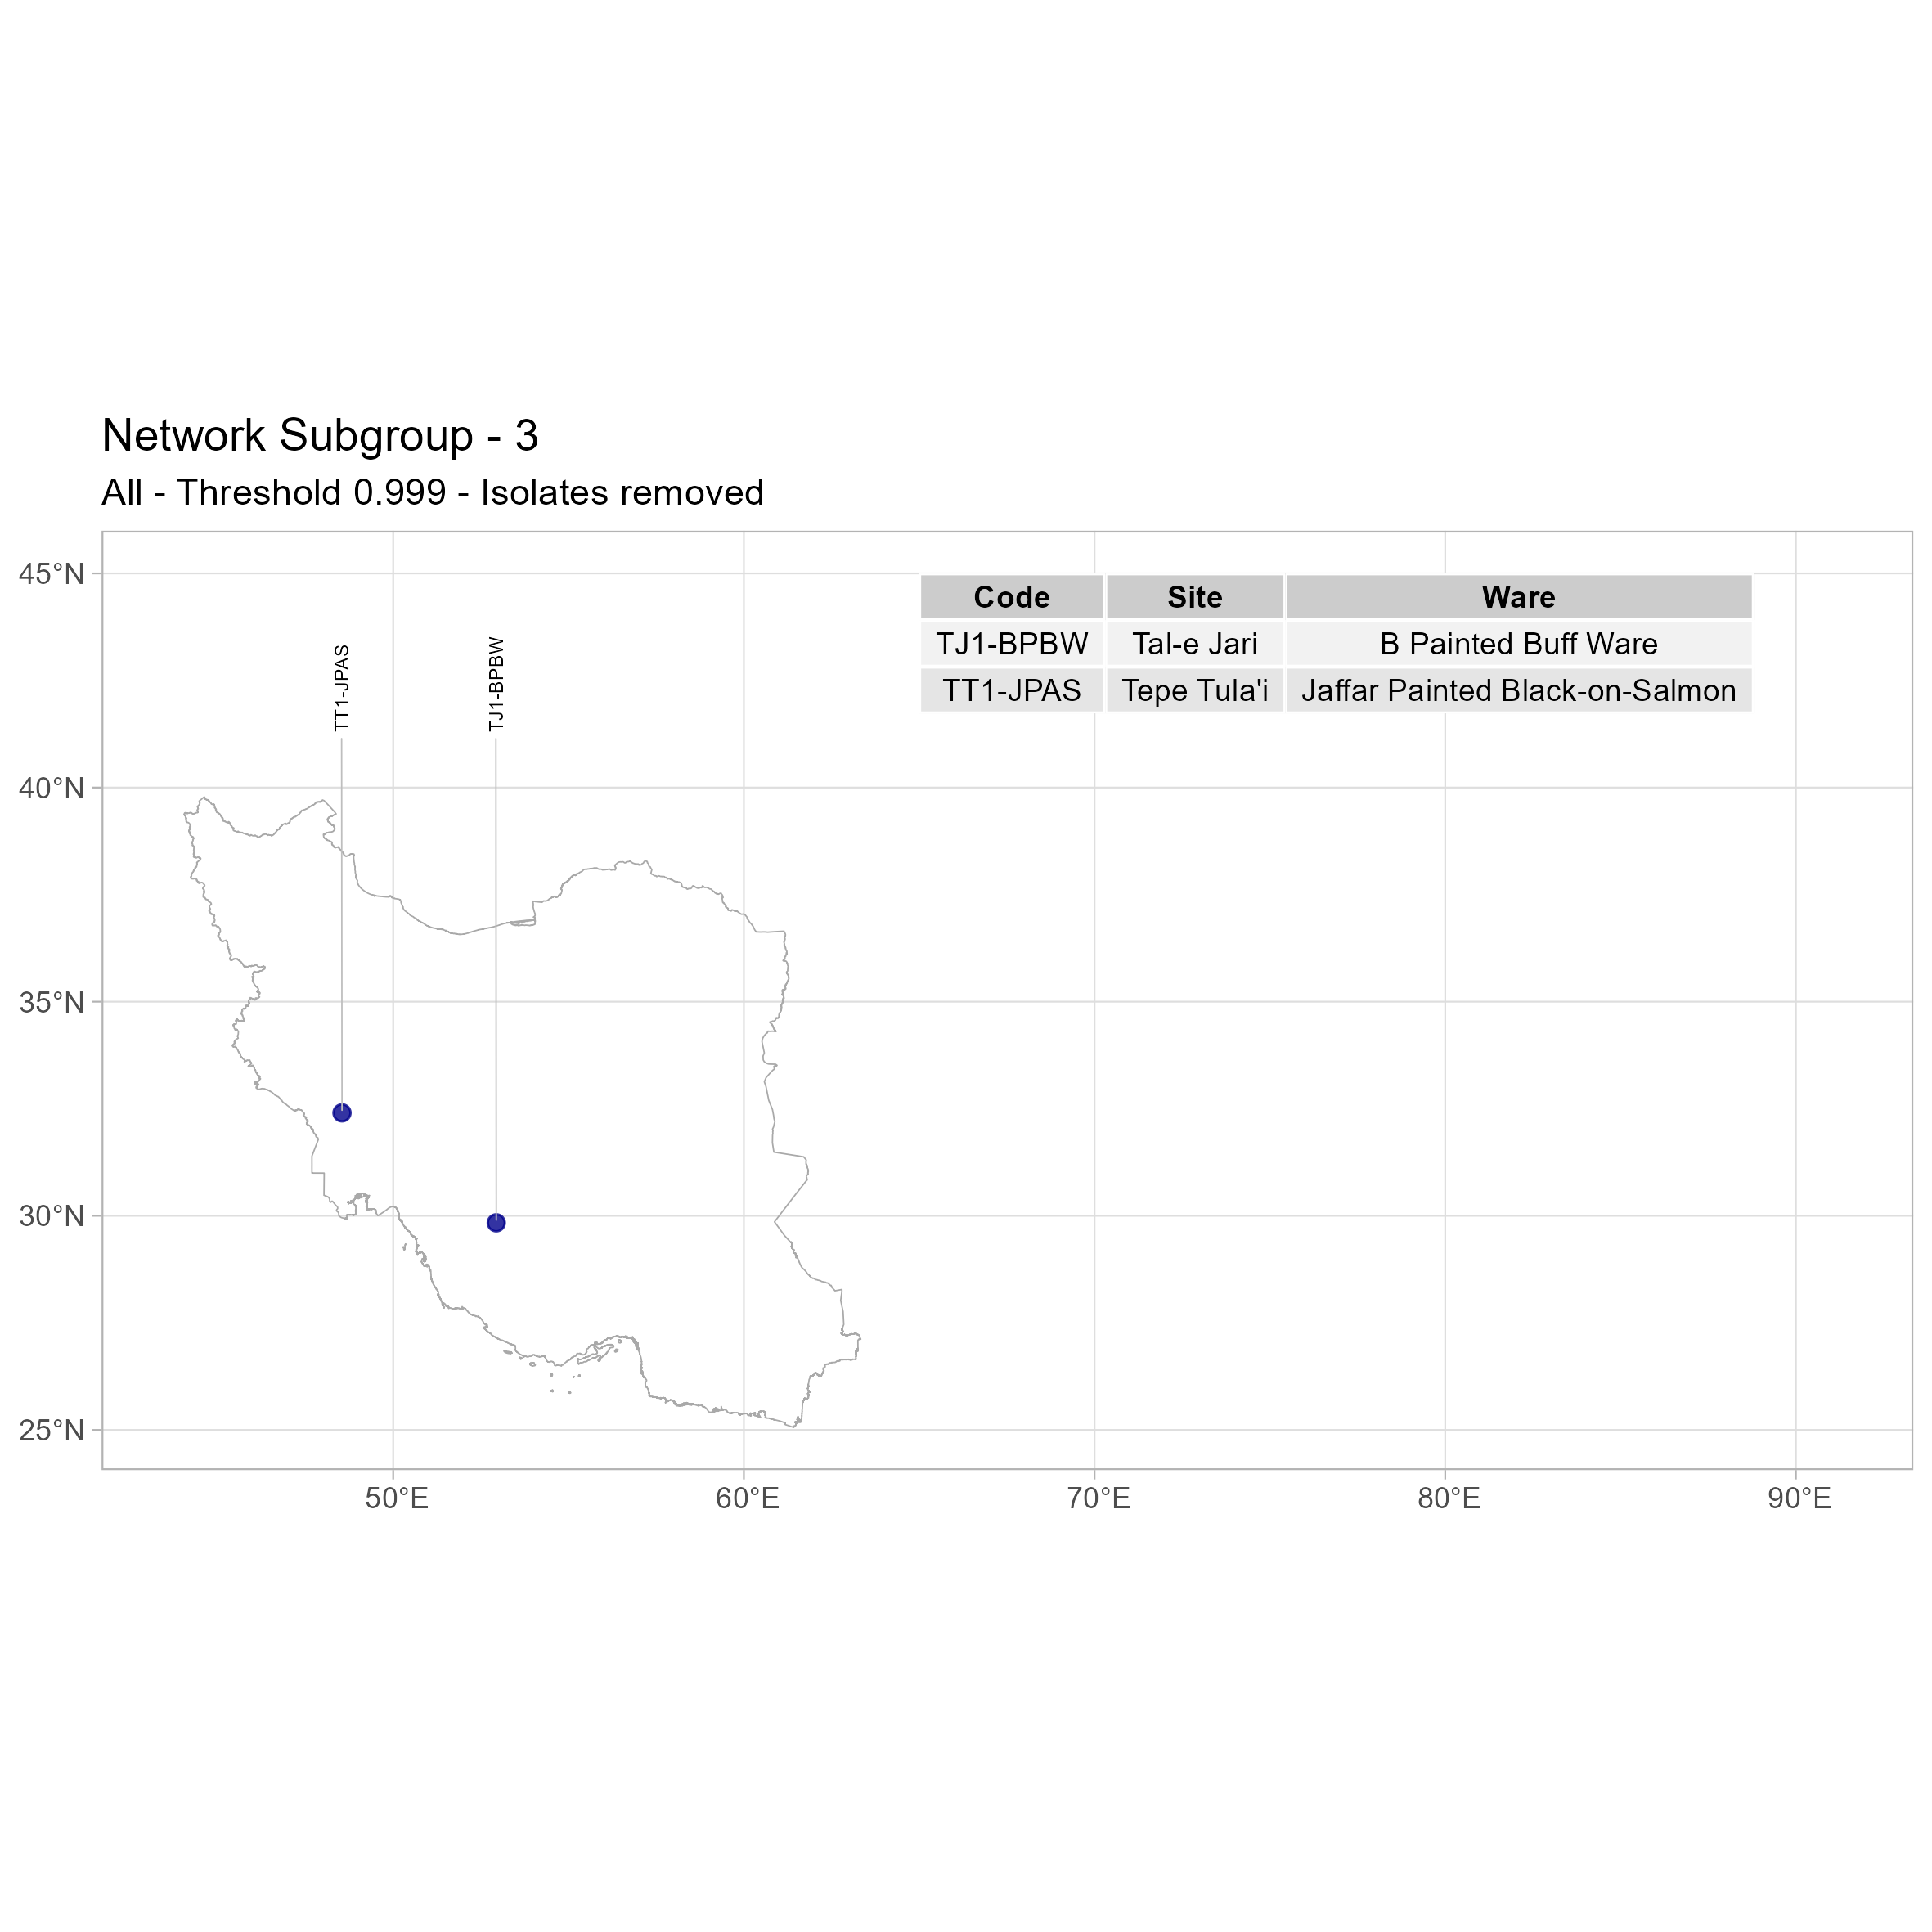 Network Subgroup - 3
All - Threshold 0.999 - Isolates removed
45°N
40°N
35°N
30°N
25°N
TT1-JPAS
TJ1-BPBW
Code Site Ware
TJ1-BPBW Tal-e Jari B Painted Buff Ware
TT1-JPAS Tepe Tula'i Jaffar Painted Black-on-Salmon
50°E 60°E 70°E 80°E 90°E